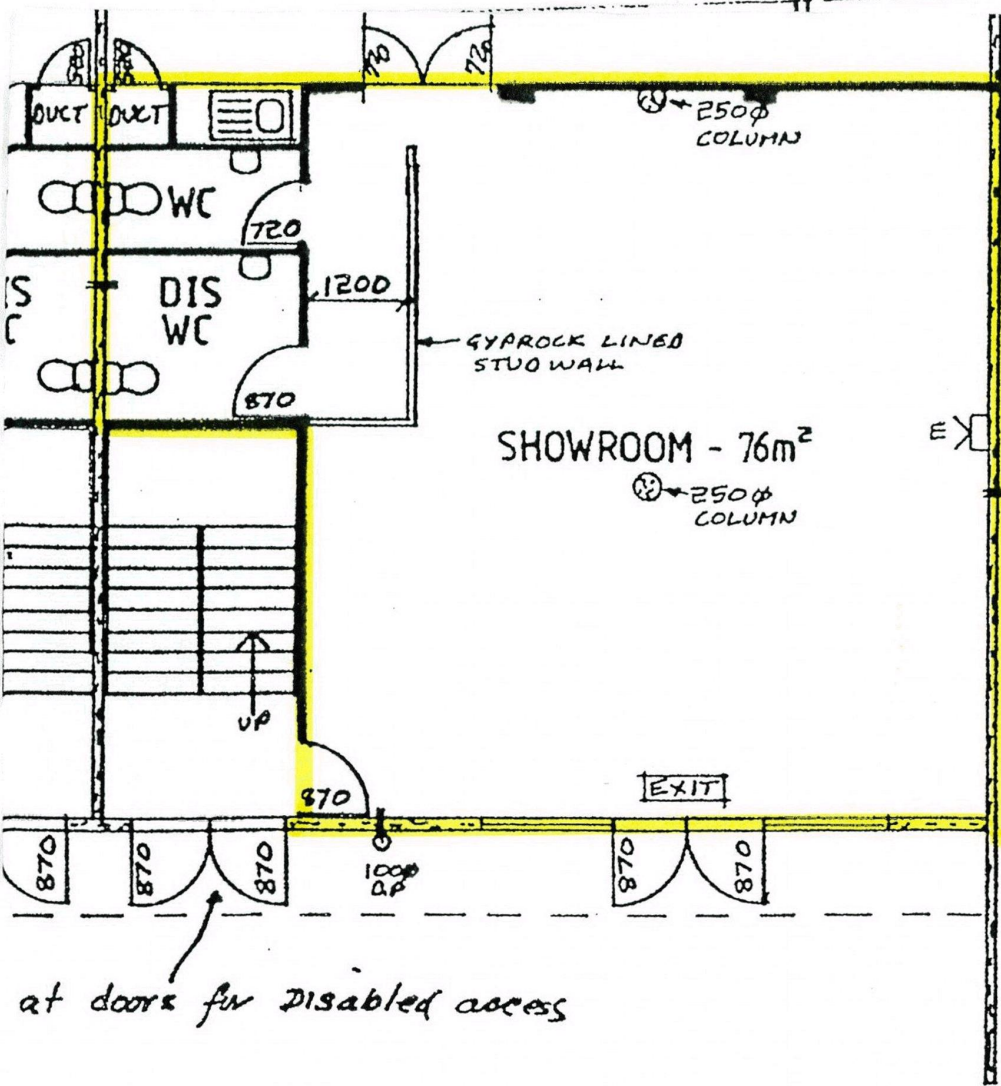 720
720
DUCT
DUCT
250φ
COLUMN
WC
720
1200
DIS
WC
GYPROCK LINED
STUD WALL
870
SHOWROOM - 76m²
E
250φ
COLUMN
UP
870
EXIT
870
870
870
870
870
100φ
DP
at doors for Disabled access